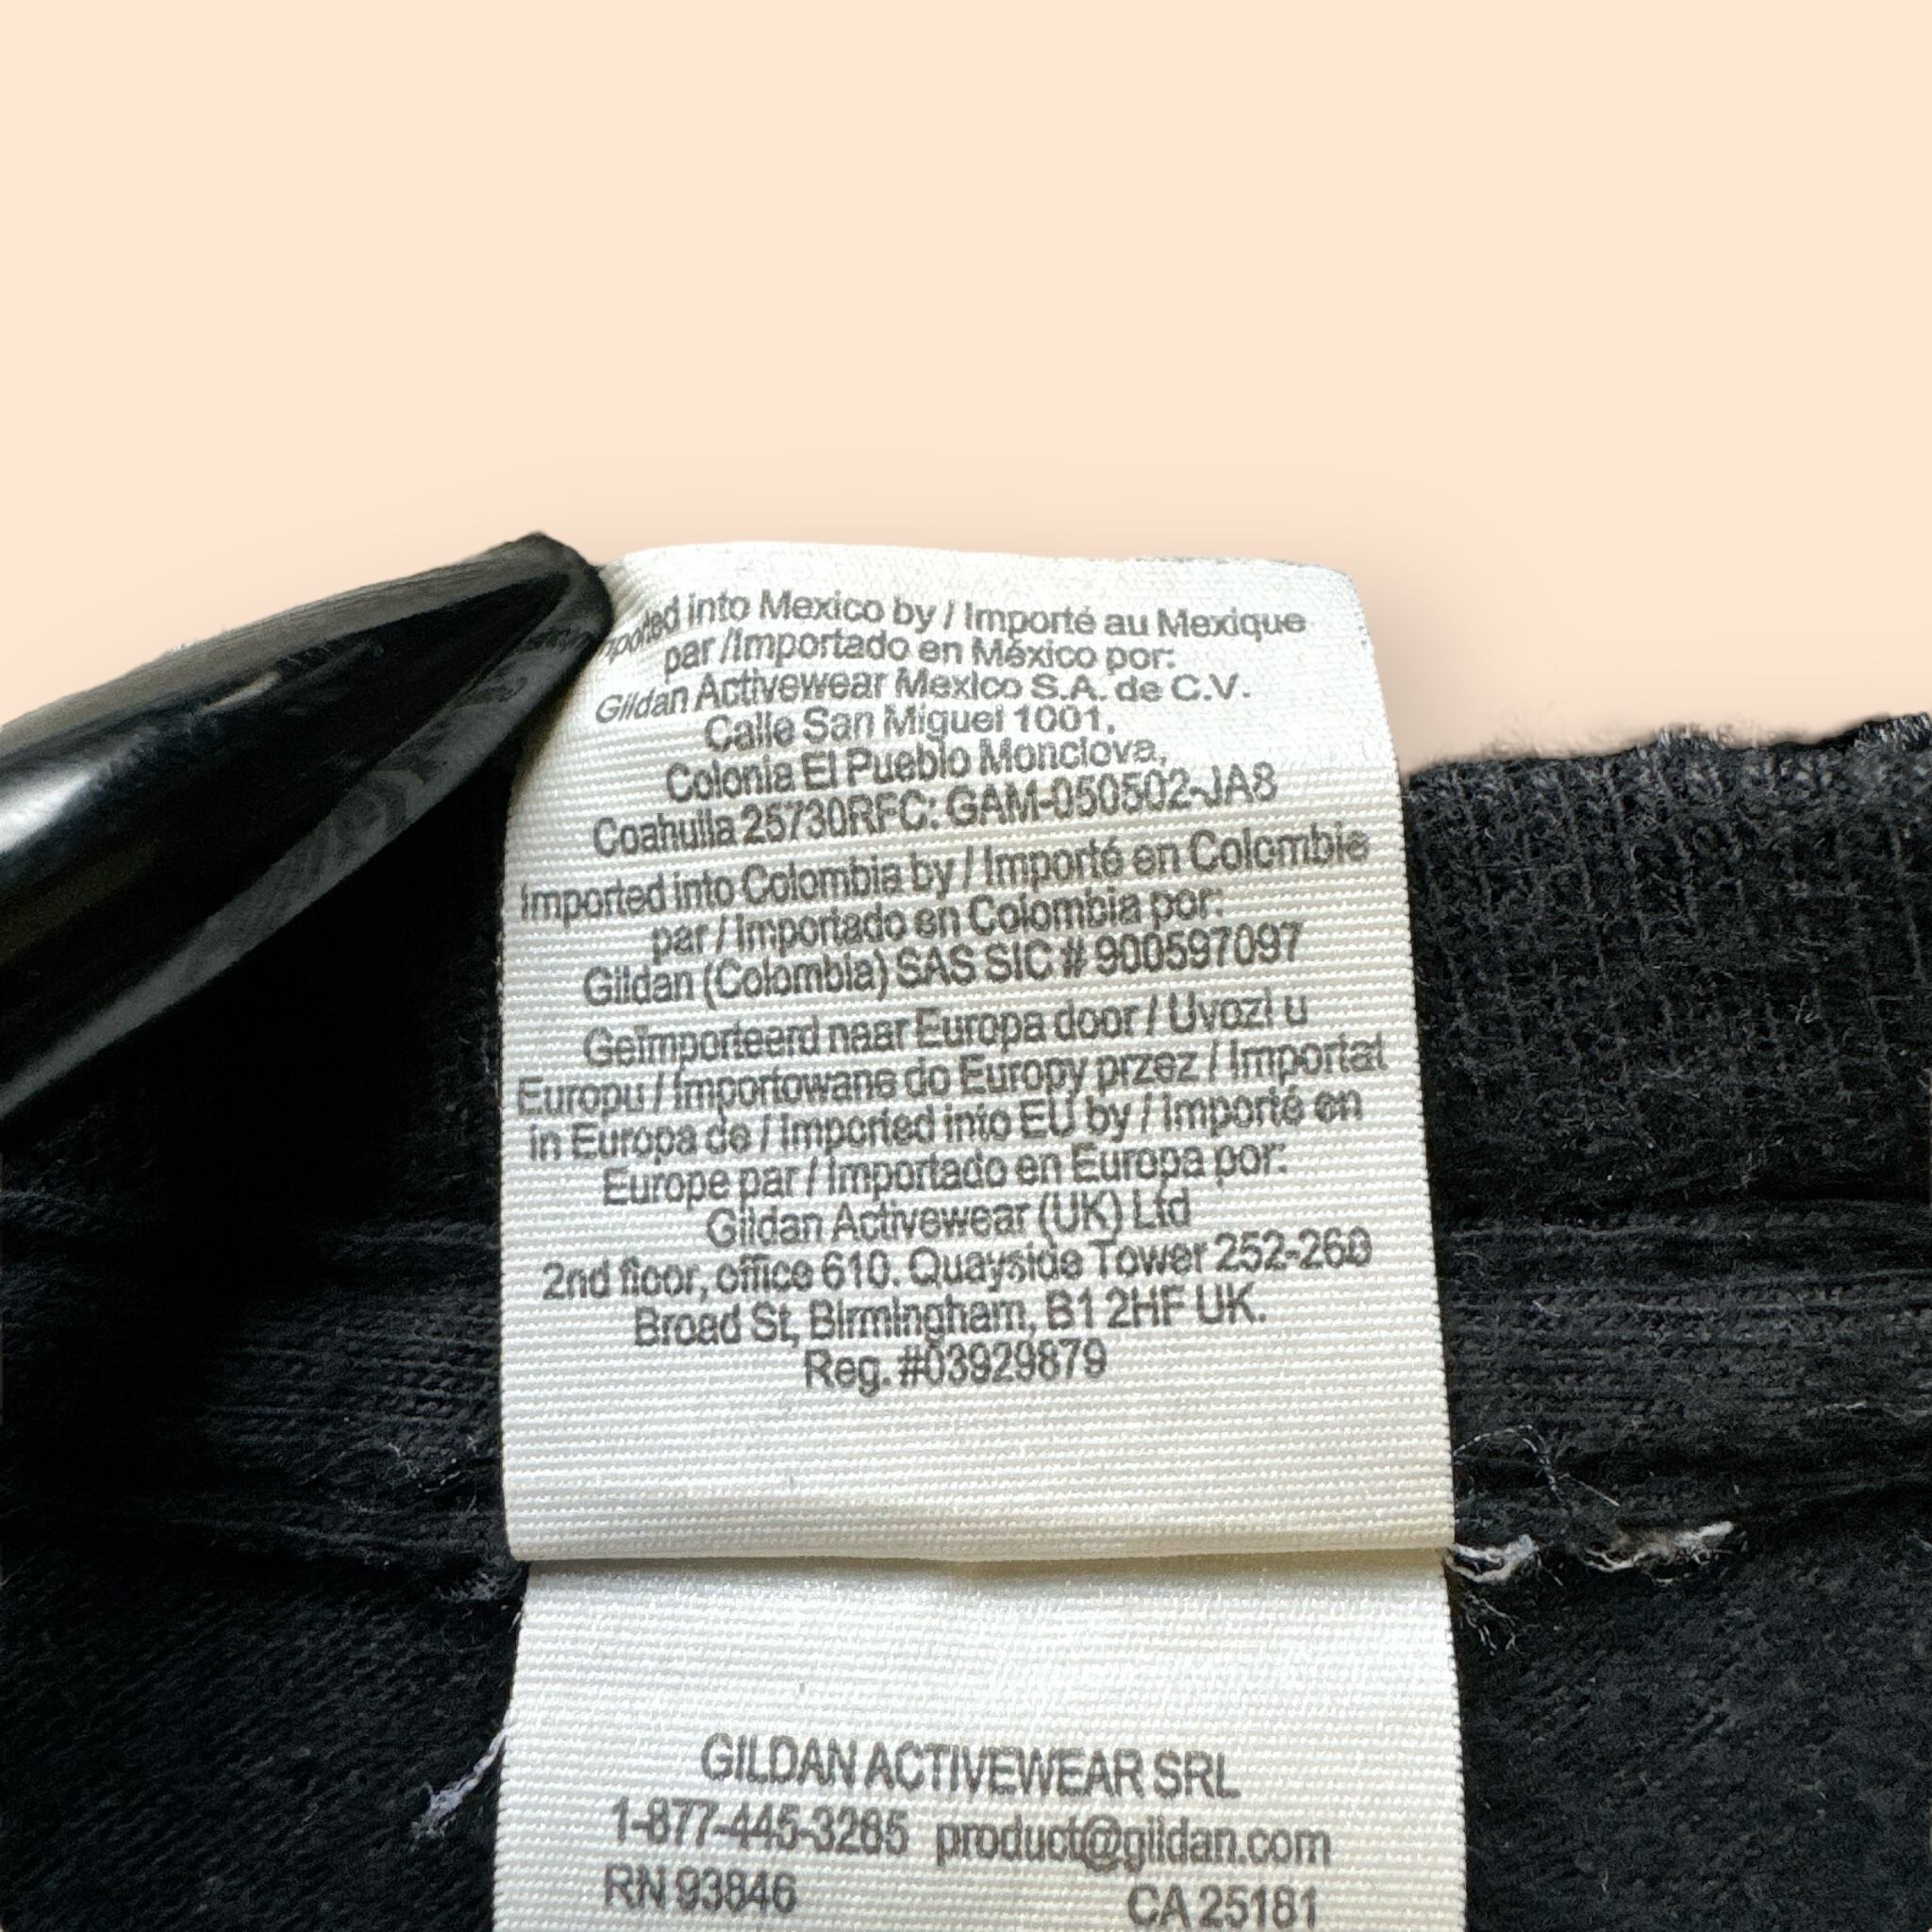 Imported into Mexico by / Importé au Mexique
par /Importado en México por:
Gildan Activewear Mexico S.A. de C.V.
Calle San Miguel 1001,
Colonia El Pueblo Monclova,
Coahuila 25730RFC: GAM-050502-JA8
Imported into Colombia by / Importé en Colombie
par / Importado en Colombia por:
Gildan (Colombia) SAS SIC # 900597097
Geïmporteerd naar Europa door / Uvozi u
Europu / Importowane do Europy przez / Importat
in Europa de / Imported into EU by / Importé en
Europe par / Importado en Europa por:
Gildan Activewear (UK) Ltd
2nd floor, office 610. Quayside Tower 252-260
Broad St, Birmingham, B1 2HF UK.
Reg. #03929879
GILDAN ACTIVEWEAR SRL
1-877-445-3265 product@gildan.com
RN 93846 CA 25181